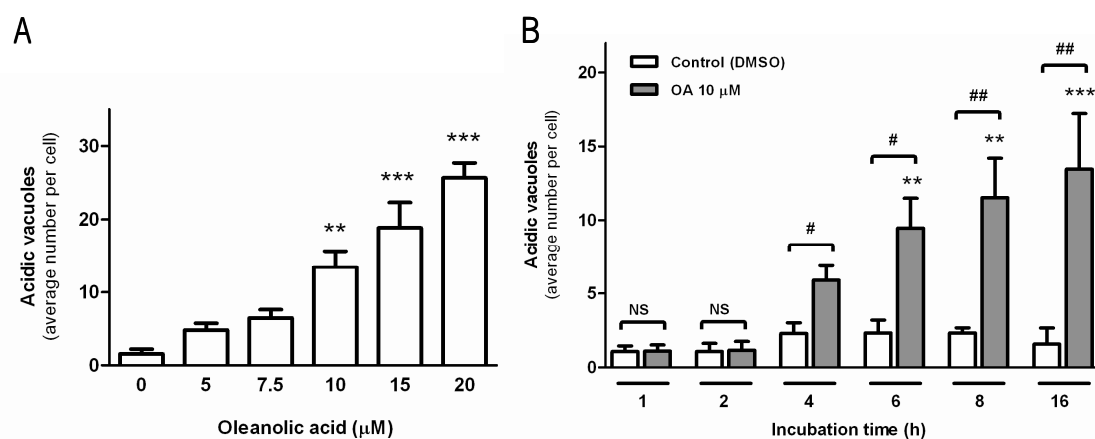 A
Acidic vacuoles
(average number per cell)
30
20
10
0
**
***
***
0 5 7.5 10 15 20
Oleanolic acid (μM)
B
Acidic vacuoles
(average number per cell)
20
15
10
5
0
Control (DMSO)
OA 10 μM
NS
NS
#
#
**
##
**
##
***
1 2 4 6 8 16
Incubation time (h)